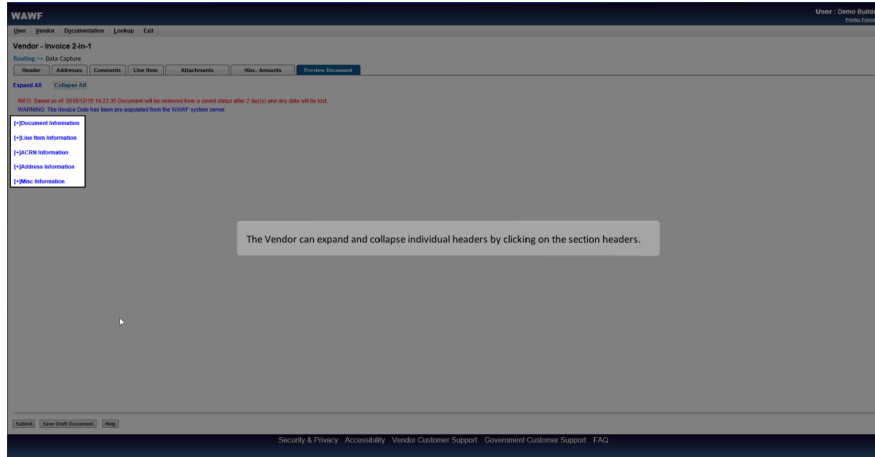 WAWF
User : Demo Builde
Printer Friend
User Vendor Documentation Lookup Exit
Vendor - Invoice 2-in-1
Routing >> Data Capture
Header Addresses Comments Line Item Attachments Misc. Amounts Preview Document
Expand All Collapse All
INFO: Saved as of: 2018/12/10 14:23:35 Document will be removed from a saved status after 2 day(s) and any data will be lost.
WARNING: The Invoice Date has been pre-populated from the WAWF system server.
[+]Document Information
[+]Line Item Information
[+]ACRN Information
[+]Address Information
[+]Misc Information
The Vendor can expand and collapse individual headers by clicking on the section headers.
Submit Save Draft Document Help
Security & Privacy Accessibility Vendor Customer Support Government Customer Support FAQ